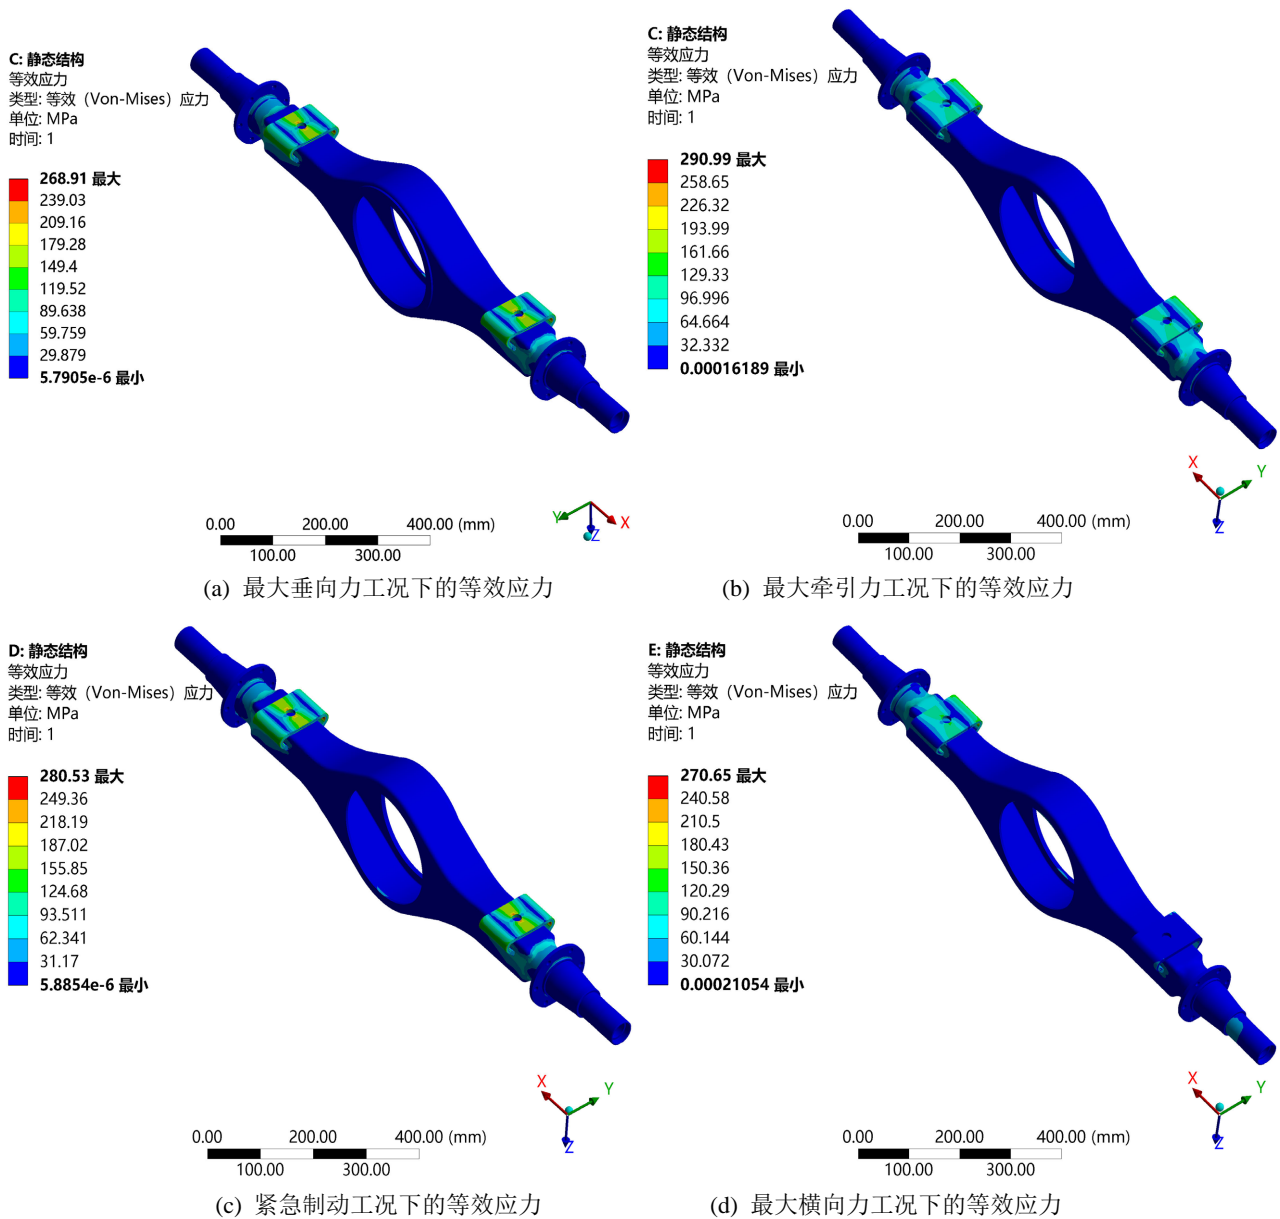 C: 静态结构
等效应力
类型: 等效（Von-Mises）应力
单位: MPa
时间: 1
268.91 最大
239.03
209.16
179.28
149.4
119.52
89.638
59.759
29.879
5.7905e-6 最小
0.00 200.00 400.00 (mm)
100.00 300.00
Y X
Z
(a) 最大垂向力工况下的等效应力
C: 静态结构
等效应力
类型: 等效（Von-Mises）应力
单位: MPa
时间: 1
290.99 最大
258.65
226.32
193.99
161.66
129.33
96.996
64.664
32.332
0.00016189 最小
X Y
Z
0.00 200.00 400.00 (mm)
100.00 300.00
(b) 最大牵引力工况下的等效应力
D: 静态结构
等效应力
类型: 等效（Von-Mises）应力
单位: MPa
时间: 1
280.53 最大
249.36
218.19
187.02
155.85
124.68
93.511
62.341
31.17
5.8854e-6 最小
X Y
Z
0.00 200.00 400.00 (mm)
100.00 300.00
(c) 紧急制动工况下的等效应力
E: 静态结构
等效应力
类型: 等效（Von-Mises）应力
单位: MPa
时间: 1
270.65 最大
240.58
210.5
180.43
150.36
120.29
90.216
60.144
30.072
0.00021054 最小
X Y
Z
0.00 200.00 400.00 (mm)
100.00 300.00
(d) 最大横向力工况下的等效应力